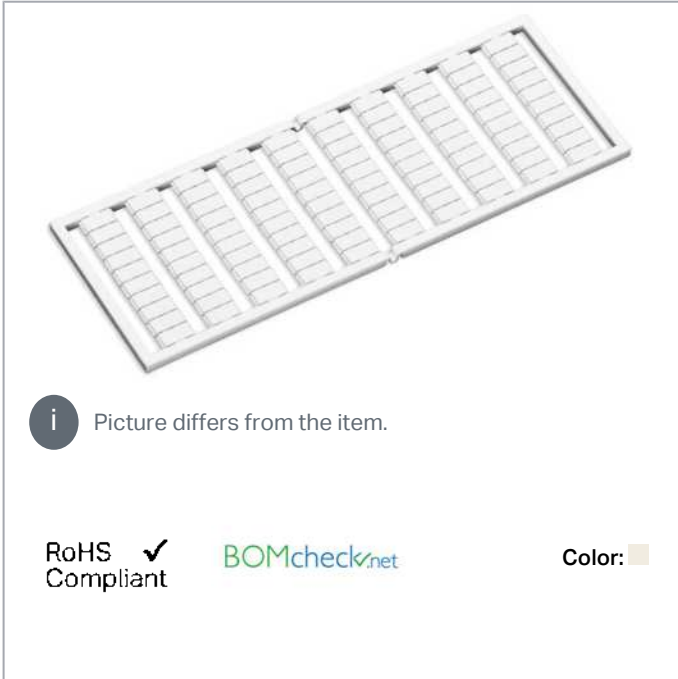 i Picture differs from the item.
RoHS ✓ BOMcheck.net Color:
Compliant